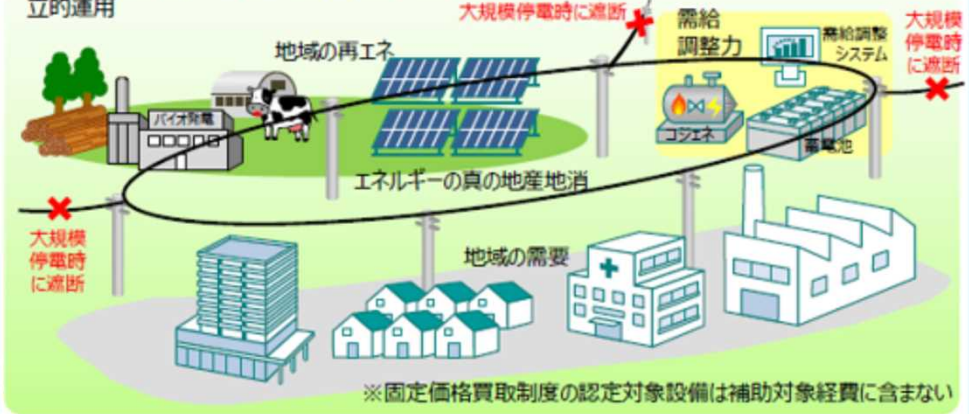 立的運用
大規模停電時に遮断
需給
調整力
需給調整
システム
大規模
停電時
に遮断
地域の再エネ
バイオ発電
コジェネ
蓄電池
エネルギーの真の地産地消
大規模
停電時
に遮断
地域の需要
※固定価格買取制度の認定対象設備は補助対象経費に含まない